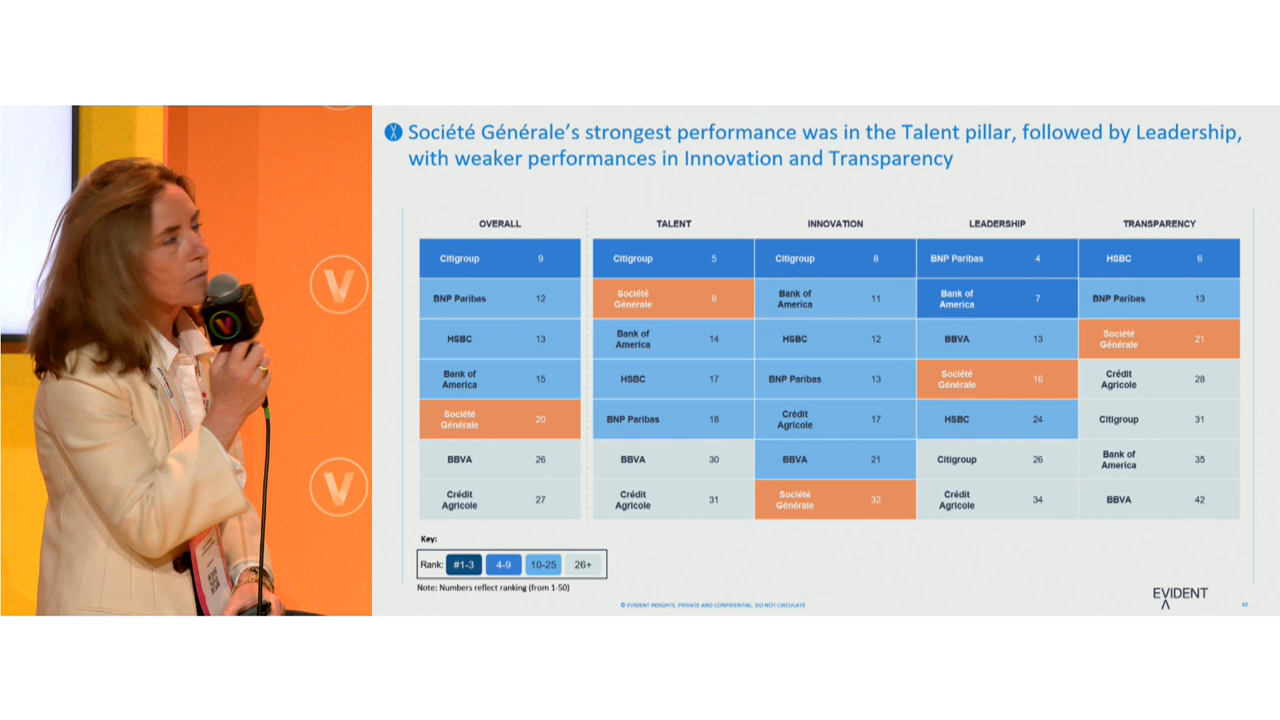 Société Générale's strongest performance was in the Talent pillar, followed by Leadership,
with weaker performances in Innovation and Transparency
OVERALL TALENT INNOVATION LEADERSHIP TRANSPARENCY
Citigroup 9 Citigroup 5 Citigroup 8 BNP Paribas 4 HSBC 6
BNP Paribas 12 Société Générale 9 Bank of America 11 Bank of America 7 BNP Paribas 13
HSBC 13 Bank of America 14 HSBC 12 BBVA 13 Société Générale 21
Bank of America 15 HSBC 17 BNP Paribas 13 Société Générale 16 Crédit Agricole 28
Société Générale 20 BNP Paribas 18 Crédit Agricole 17 HSBC 24 Citigroup 31
BBVA 26 BBVA 30 BBVA 21 Citigroup 26 Bank of America 35
Crédit Agricole 27 Crédit Agricole 31 Société Générale 32 Crédit Agricole 34 BBVA 42
Key:
Rank: #1-3 4-9 10-25 26+
Note: Numbers reflect ranking (from 1-50)
© EVIDENT INSIGHTS, PRIVATE AND CONFIDENTIAL, DO NOT CIRCULATE
EVIDENT
V
V
V